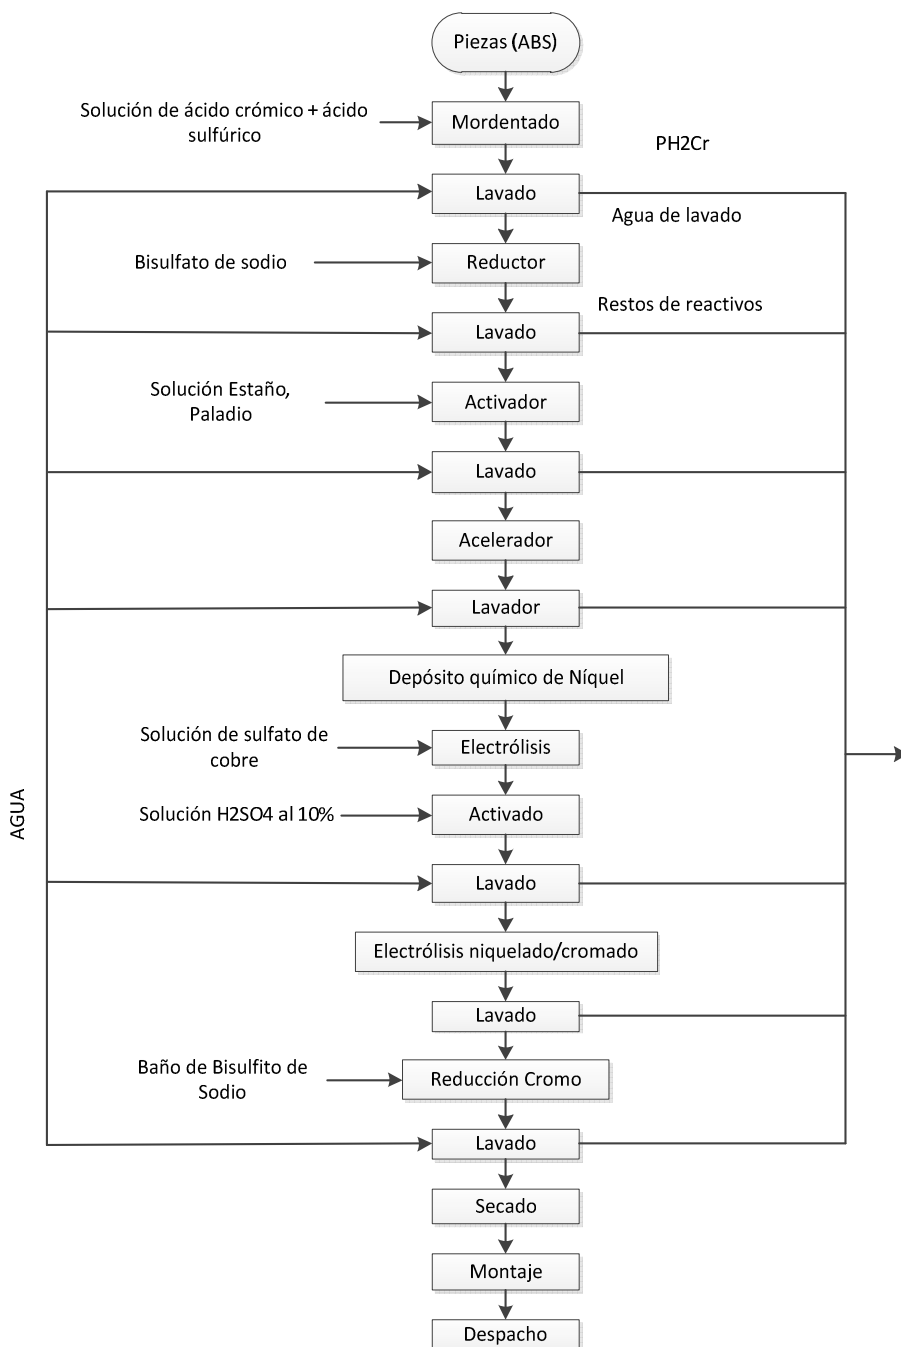 Piezas (ABS)
Solución de ácido crómico + ácido
sulfúrico
Mordentado
PH2Cr
Lavado
Agua de lavado
Bisulfato de sodio
Reductor
Restos de reactivos
Lavado
Solución Estaño,
Paladio
Activador
Lavado
Acelerador
Lavador
Depósito químico de Níquel
Solución de sulfato de
cobre
Electrólisis
AGUA
Solución H2SO4 al 10%
Activado
Lavado
Electrólisis niquelado/cromado
Lavado
Baño de Bisulfito de
Sodio
Reducción Cromo
Lavado
Secado
Montaje
Despacho